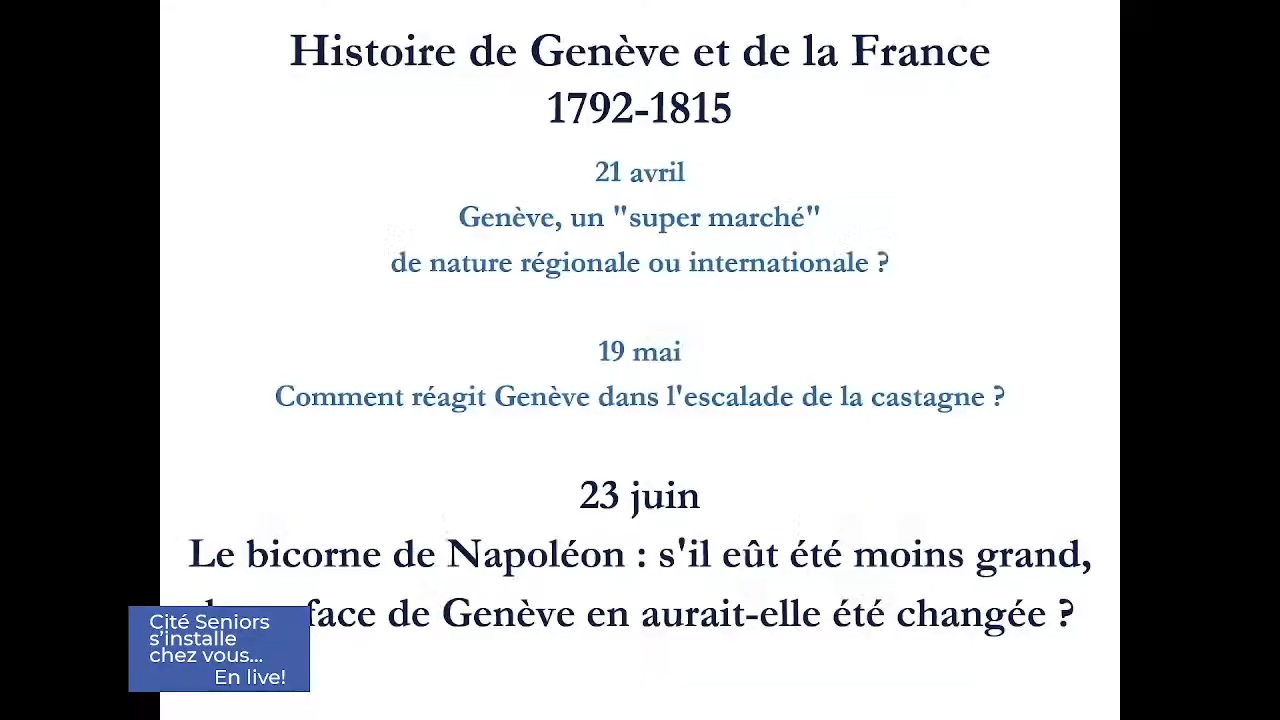 Histoire de Genève et de la France
1792-1815
21 avril
Genève, un "super marché"
de nature régionale ou internationale ?
19 mai
Comment réagit Genève dans l'escalade de la castagne ?
23 juin
Le bicorne de Napoléon : s'il eût été moins grand,
face de Genève en aurait-elle été changée ?
Cité Seniors
s'installe
chez vous...
En live!